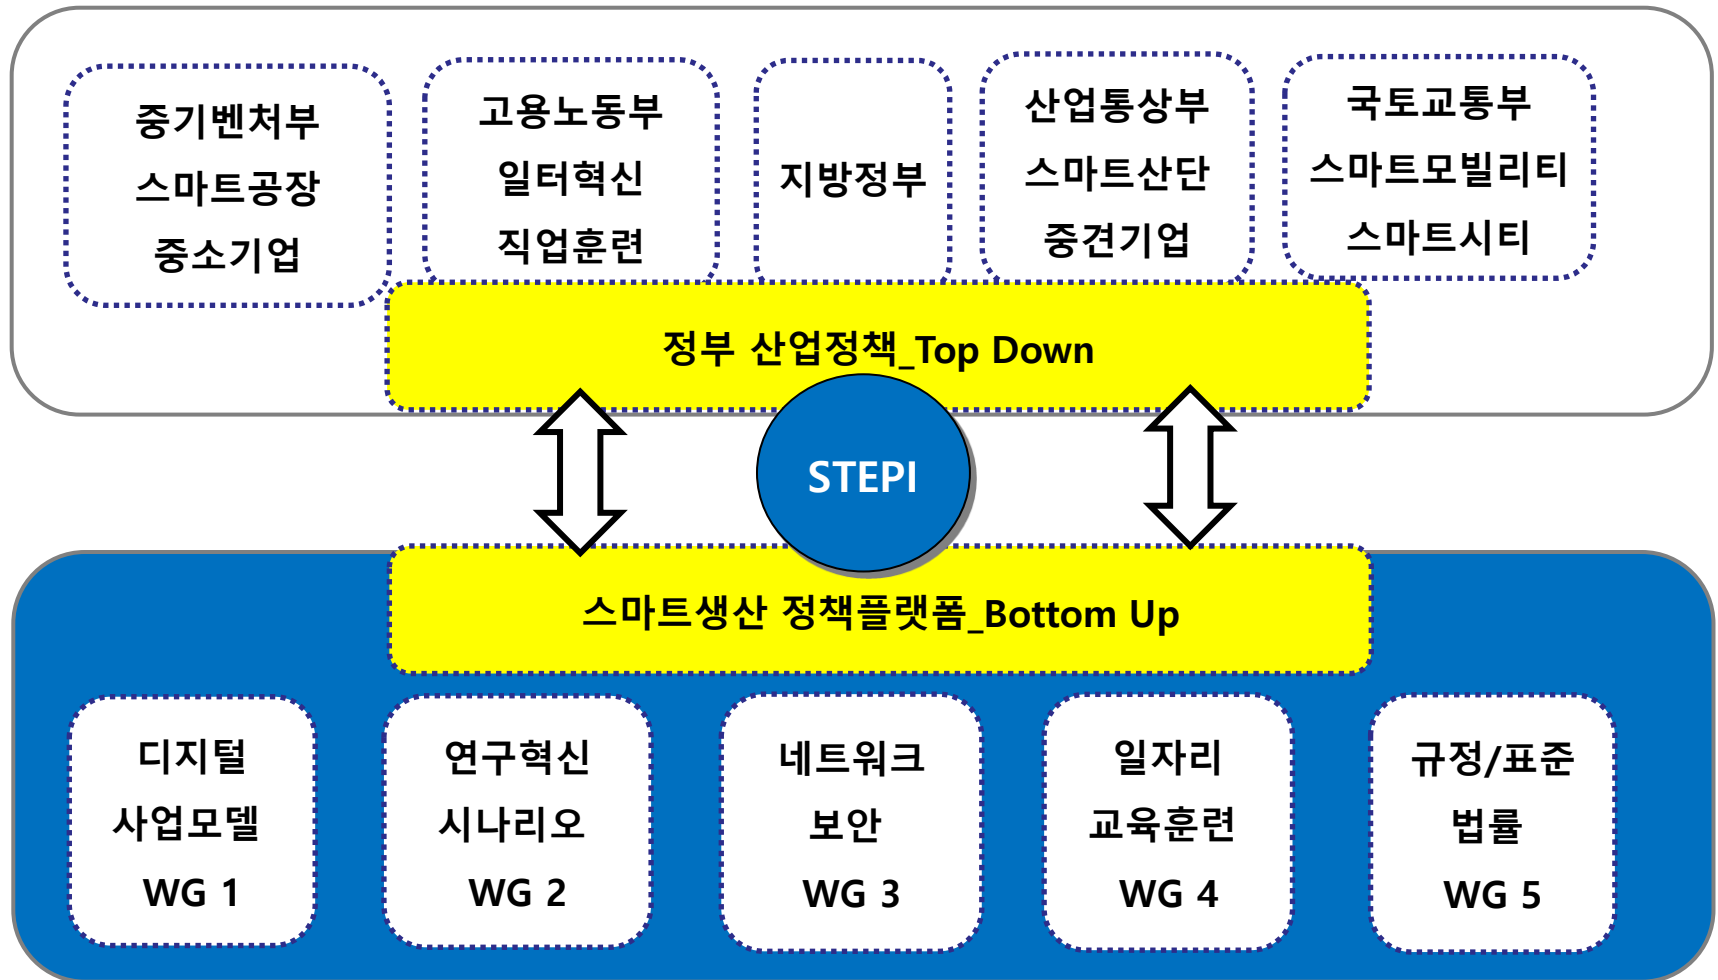 중기벤처부
스마트공장
중소기업
고용노동부
일터혁신
직업훈련
지방정부
산업통상부
스마트산단
중견기업
국토교통부
스마트모빌리티
스마트시티
정부 산업정책_Top Down
STEPI
스마트생산 정책플랫폼_Bottom Up
디지털
사업모델
WG 1
연구혁신
시나리오
WG 2
네트워크
보안
WG 3
일자리
교육훈련
WG 4
규정/표준
법률
WG 5